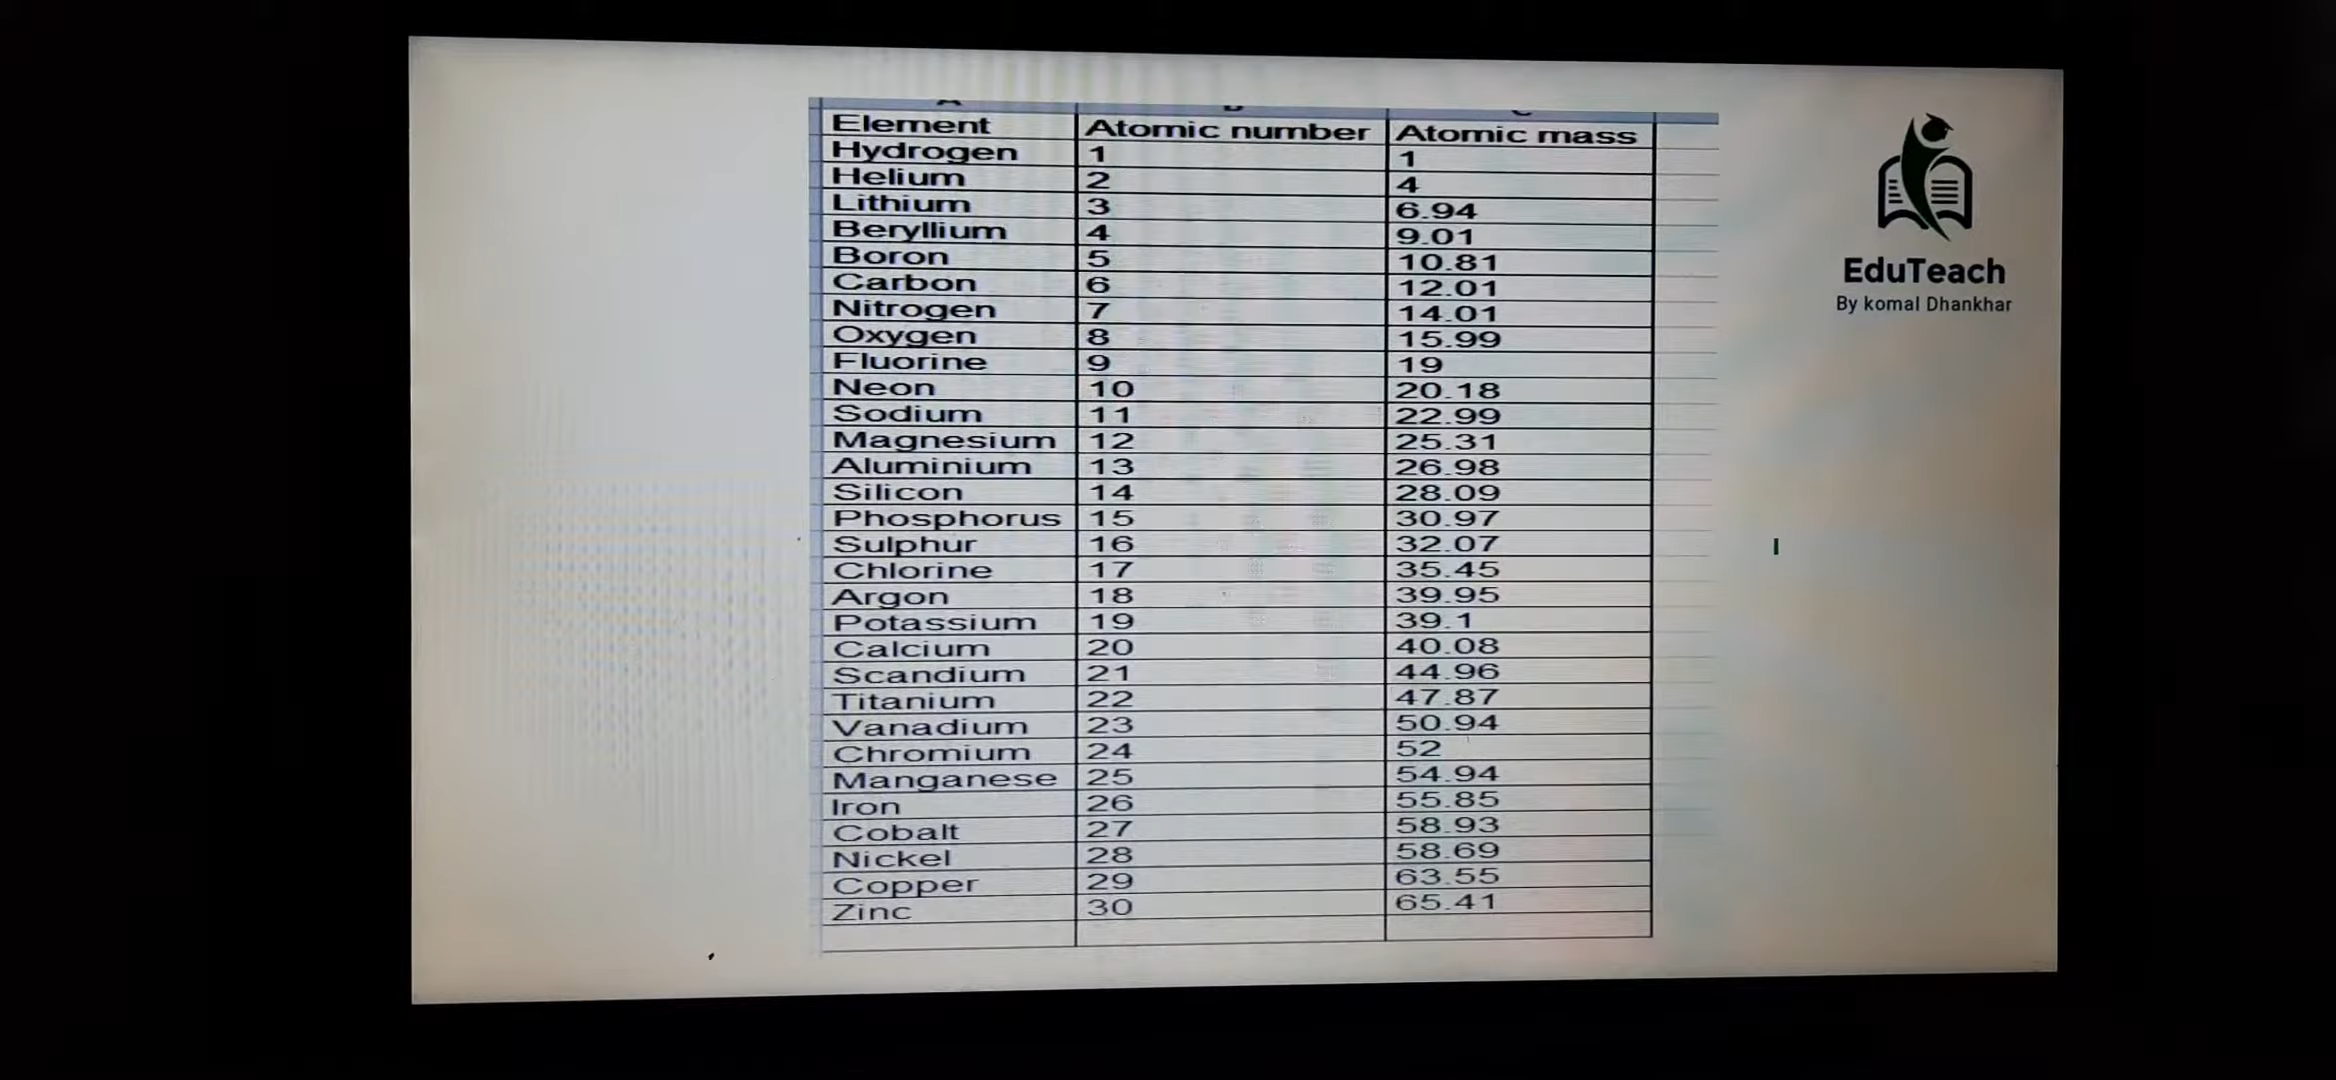 Element Atomic number Atomic mass
Hydrogen 1 1
Helium 2 4
Lithium 3 6.94
Beryllium 4 9.01
Boron 5 10.81
Carbon 6 12.01
Nitrogen 7 14.01
Oxygen 8 15.99
Fluorine 9 19
Neon 10 20.18
Sodium 11 22.99
Magnesium 12 25.31
Aluminium 13 26.98
Silicon 14 28.09
Phosphorus 15 30.97
Sulphur 16 32.07
Chlorine 17 35.45
Argon 18 39.95
Potassium 19 39.1
Calcium 20 40.08
Scandium 21 44.96
Titanium 22 47.87
Vanadium 23 50.94
Chromium 24 52
Manganese 25 54.94
Iron 26 55.85
Cobalt 27 58.93
Nickel 28 58.69
Copper 29 63.55
Zinc 30 65.41
EduTeach
By komal Dhankhar